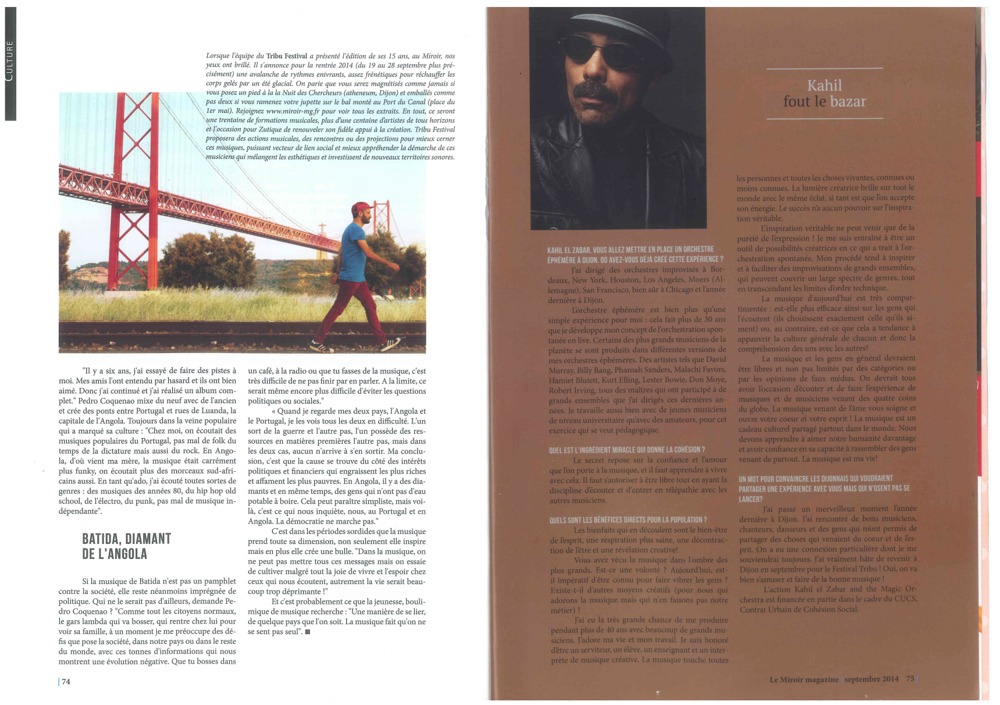 CULTURE
Lorsque l'équipe du Tribu Festival a présenté l'édition de ses 15 ans, au Miroir, nos
yeux ont brillé. Il s'annonce pour la rentrée 2014 (du 19 au 28 septembre plus pré-
cisément) une avalanche de rythmes enivrants, assez frénétiques pour réchauffer les
corps gelés par un été glacial. On parie que vous serez magnétisés comme jamais si
vous posez un pied à la la Nuit des Chercheurs (atheneum, Dijon) et emballés comme
pas deux si vous ramenez votre jupette sur le bal monté au Port du Canal (place du
1er mai). Rejoignez www.miroir-mg.fr pour voir tous les extraits. En tout, ce seront
une trentaine de formations musicales, plus d'une centaine d'artistes de tous horizons
et l'occasion pour Zutique de renouveler son fidèle appui à la création. Tribu Festival
proposera des actions musicales, des rencontres ou des projections pour mieux cerner
ces musiques, puissant vecteur de lien social et mieux appréhender la démarche de ces
musiciens qui mélangent les esthétiques et investissent de nouveaux territoires sonores.
"Il y a six ans, j'ai essayé de faire des pistes à
moi. Mes amis l'ont entendu par hasard et ils ont bien
aimé. Donc j'ai continué et j'ai réalisé un album com-
plet." Pedro Coquenao mixe du neuf avec de l'ancien
et crée des ponts entre Portugal et rues de Luanda, la
capitale de l'Angola. Toujours dans la veine populaire
qui a marqué sa culture : "Chez moi, on écoutait des
musiques populaires du Portugal, pas mal de folk du
temps de la dictature mais aussi du rock. En Ango-
la, d'où vient ma mère, la musique était carrément
plus funky, on écoutait plus des morceaux sud-afri-
cains aussi. En tant qu'ado, j'ai écouté toutes sortes de
genres : des musiques des années 80, du hip hop old
school, de l'électro, du punk, pas mal de musique in-
dépendante".
BATIDA, DIAMANT
DE L'ANGOLA
Si la musique de Batida n'est pas un pamphlet
contre la société, elle reste néanmoins imprégnée de
politique. Qui ne le serait pas d'ailleurs, demande Pe-
dro Coquenao ? "Comme tout les citoyens normaux,
le gars lambda qui va bosser, qui rentre chez lui pour
voir sa famille, à un moment je me préoccupe des dé-
fis que pose la société, dans notre pays ou dans le reste
du monde, avec ces tonnes d'informations qui nous
montrent une évolution négative. Que tu bosses dans
un café, à la radio ou que tu fasses de la musique, c'est
très difficile de ne pas finir par en parler. A la limite, ce
serait même encore plus difficile d'éviter les questions
politiques ou sociales."
« Quand je regarde mes deux pays, l'Angola et
le Portugal, je les vois tous les deux en difficulté. L'un
sort de la guerre et l'autre pas, l'un possède des res-
sources en matières premières l'autre pas, mais dans
les deux cas, aucun n'arrive à s'en sortir. Ma conclu-
sion, c'est que la cause se trouve du côté des intérêts
politiques et financiers qui engraissent les plus riches
et affament les plus pauvres. En Angola, il y a des dia-
mants et en même temps, des gens qui n'ont pas d'eau
potable à boire. Cela peut paraître simpliste, mais voi-
là, c'est ce qui nous inquiète, nous, au Portugal et en
Angola. La démocratie ne marche pas."
C'est dans les périodes sordides que la musique
prend toute sa dimension, non seulement elle inspire
mais en plus elle crée une bulle. "Dans la musique, on
ne peut pas mettre tous ces messages mais on essaie
de cultiver malgré tout la joie de vivre et l'espoir chez
ceux qui nous écoutent, autrement la vie serait beau-
coup trop déprimante !"
Et c'est probablement ce que la jeunesse, bouli-
mique de musique recherche : "Une manière de se lier,
de quelque pays que l'on soit. La musique fait qu'on ne
se sent pas seul". ■
| 74
Kahil
fout le bazar
KAHIL EL ZABAR, VOUS ALLEZ METTRE EN PLACE UN ORCHESTRE
ÉPHÉMÈRE À DIJON. OÙ AVEZ-VOUS DÉJÀ CRÉÉ CETTE EXPÉRIENCE ?
J'ai dirigé des orchestres improvisés à Bor-
deaux, New York, Houston, Los Angeles, Moers (Al-
lemagne), San Francisco, bien sûr à Chicago et l'année
dernière à Dijon.
L'orchestre éphémère est bien plus qu'une
simple expérience pour moi : cela fait plus de 30 ans
que je développe mon concept de l'orchestration spon-
tanée en live. Certains des plus grands musiciens de la
planète se sont produits dans différentes versions de
mes orchestres éphémères. Des artistes tels que David
Murray, Billy Bang, Pharoah Sanders, Malachi Favors,
Hamiet Bluiett, Kurt Elling, Lester Bowie, Don Moye,
Robert Irving, tous des maîtres qui ont participé à de
grands ensembles que j'ai dirigés ces dernières an-
nées. Je travaille aussi bien avec de jeunes musiciens
de niveau universitaire qu'avec des amateurs, pour cet
exercice qui se veut pédagogique.
QUEL EST L'INGRÉDIENT MIRACLE QUI DONNE LA COHÉSION ?
Le secret repose sur la confiance et l'amour
que l'on porte à la musique, et il faut apprendre à vivre
avec cela. Il faut s'autoriser à être libre tout en ayant la
discipline d'écouter et d'entrer en télépathie avec les
autres musiciens.
QUELS SONT LES BÉNÉFICES DIRECTS POUR LA POPULATION ?
Les bienfaits qui en découlent sont le bien-être
de l'esprit, une respiration plus saine, une décontrac-
tion de l'être et une révélation creative!
Vous avez vécu la musique dans l'ombre des
plus grands. Est-ce une volonté ? Aujourd'hui, est-
il impératif d'être connu pour faire vibrer les gens ?
Existe-t-il d'autres moyens créatifs (pour nous qui
adorons la musique mais qui n'en faisons pas notre
métier) ?
J'ai eu la très grande chance de me produire
pendant plus de 40 ans avec beaucoup de grands mu-
siciens. J'adore ma vie et mon travail. Je suis honoré
d'être un serviteur, un élève, un enseignant et un inter-
prète de musique créative. La musique touche toutes
les personnes et toutes les choses vivantes, connues ou
moins connues. La lumière créatrice brille sur tout le
monde avec le même éclat, si tant est que l'on accepte
son énergie. Le succès n'a aucun pouvoir sur l'inspira-
tion véritable.
L'inspiration véritable ne peut venir que de la
pureté de l'expression ! Je me suis entraîné à être un
outil de possibilités créatrices en ce qui a trait à l'or-
chestration spontanée. Mon procédé tend à inspirer
et à faciliter des improvisations de grands ensembles,
qui peuvent couvrir un large spectre de genres, tout
en transcendant les limites d'ordre technique.
La musique d'aujourd'hui est très compar-
timentée : est-elle plus efficace ainsi sur les gens qui
l'écoutent (ils choisissent exactement celle qu'ils ai-
ment) ou, au contraire, est-ce que cela a tendance à
appauvrir la culture générale de chacun et donc la
compréhension des uns avec les autres?
La musique et les gens en général devraient
être libres et non pas limités par des catégories ou
par les opinions de faux médias. On devrait tous
avoir l'occasion d'écouter et de faire l'expérience de
musiques et de musiciens venant des quatre coins
du globe. La musique venant de l'âme vous soigne et
ouvre votre coeur et votre esprit ! La musique est un
cadeau culturel partagé partout dans le monde. Nous
devons apprendre à aimer notre humanité davantage
et avoir confiance en sa capacité à rassembler des gens
venant de partout. La musique est ma vie!
UN MOT POUR CONVAINCRE LES DIJONNAIS QUI VOUDRAIENT
PARTAGER UNE EXPÉRIENCE AVEC VOUS MAIS QUI N'OSENT PAS SE
LANCER?
J'ai passé un merveilleux moment l'année
dernière à Dijon. J'ai rencontré de bons musiciens,
chanteurs, danseurs et des gens qui m'ont permis de
partager des choses qui venaient du coeur et de l'es-
prit. On a eu une connexion particulière dont je me
souviendrai toujours. J'ai vraiment hâte de revenir à
Dijon en septembre pour le Festival Tribu ! Oui, on va
bien s'amuser et faire de la bonne musique !
L'action Kahil el Zabar and the Magic Or-
chestra est financée en partie dans le cadre du CUCS,
Contrat Urbain de Cohésion Social.
Le Miroir magazine | septembre 2014 75 |